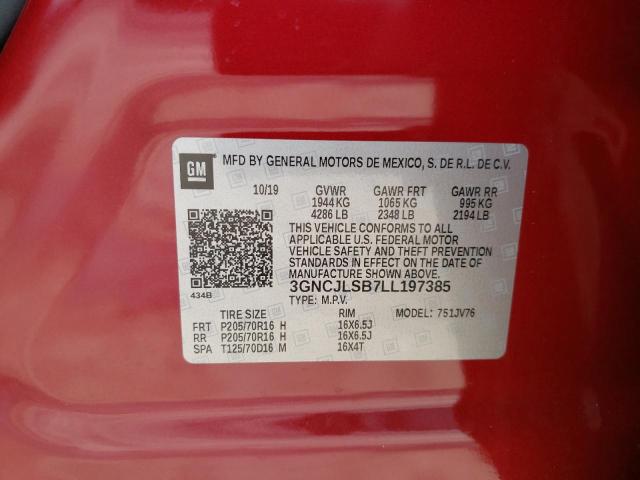 GM
MFD BY GENERAL MOTORS DE MEXICO, S. DE R.L. DE C.V.
10/19 GVWR GAWR FRT GAWR RR
1944 KG 1065 KG 995 KG
4286 LB 2348 LB 2194 LB
THIS VEHICLE CONFORMS TO ALL
APPLICABLE U.S. FEDERAL MOTOR
VEHICLE SAFETY AND THEFT PREVENTION
STANDARDS IN EFFECT ON THE DATE OF
MANUFACTURE SHOWN ABOVE.
3GNCJLSB7LL197385
434B
TYPE: M.P.V.
TIRE SIZE RIM MODEL: 751JV76
FRT P205/70R16 H 16X6.5J
RR P205/70R16 H 16X6.5J
SPA T125/70D16 M 16X4T